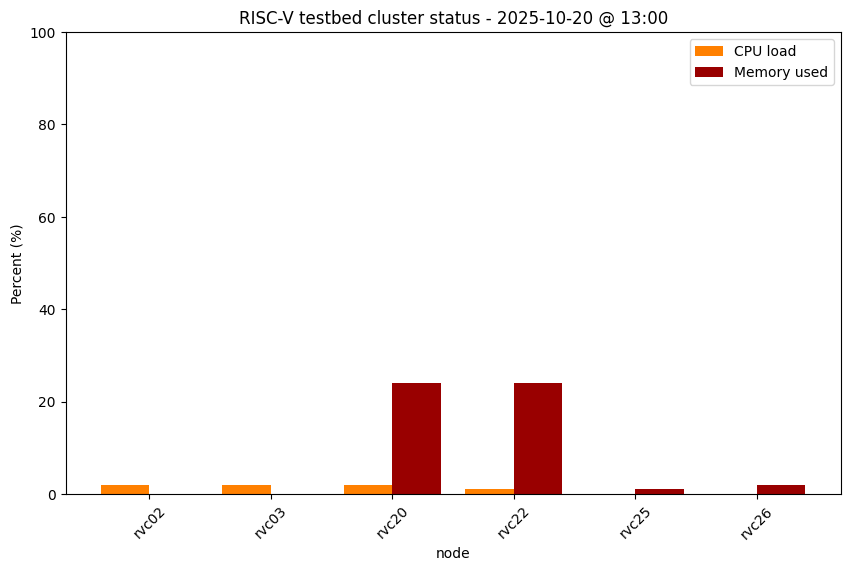 RISC-V testbed cluster status - 2025-10-20 @ 13:00
CPU load
Memory used
Percent (%)
100
80
60
40
20
0
rvc02
rvc03
rvc20
rvc22
rvc25
rvc26
node